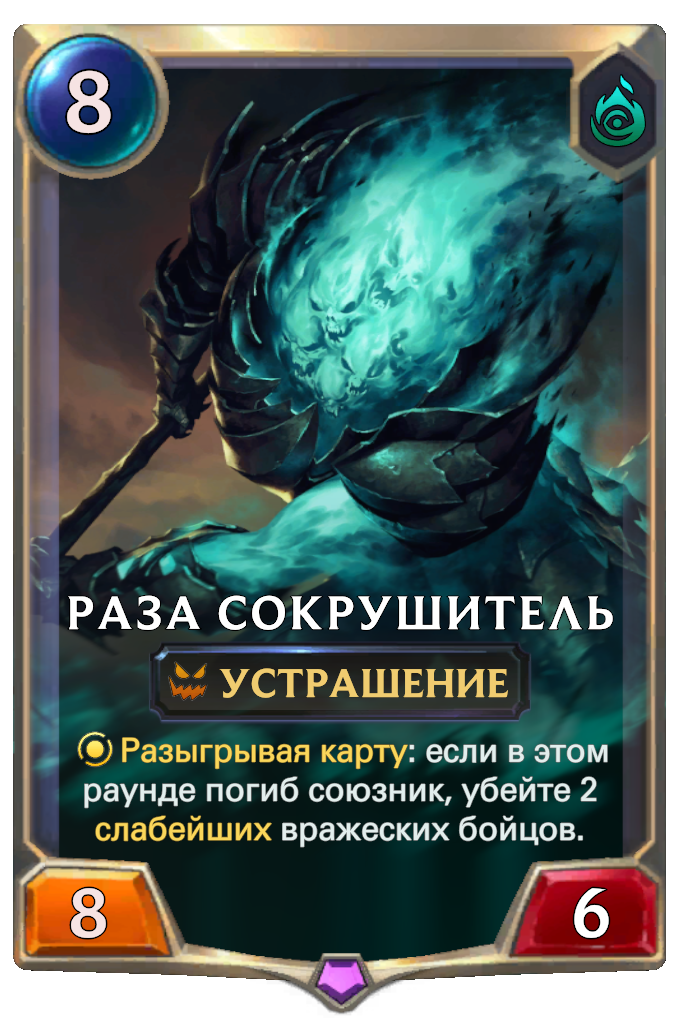 8
РАЗА СОКРУШИТЕЛЬ
УСТРАШЕНИЕ
Разыгрывая карту: если в этом
раунде погиб союзник, убейте 2
слабейших вражеских бойцов.
8
6